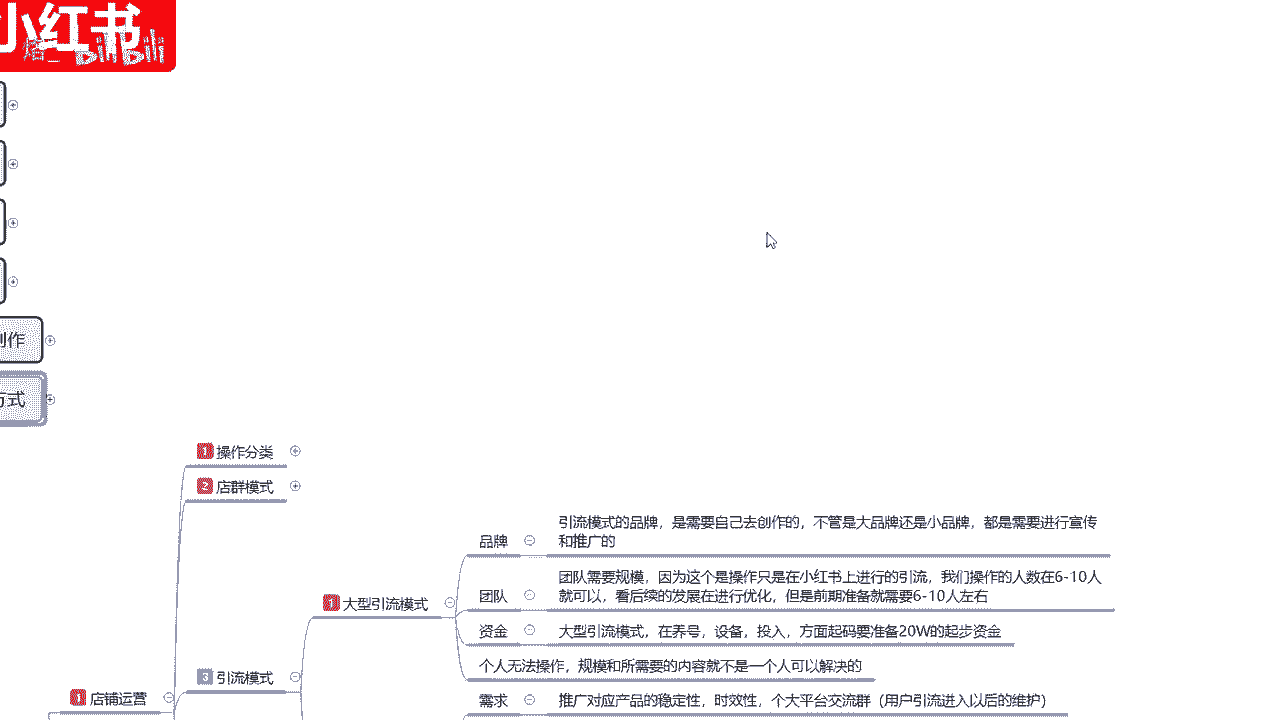 小红书
bilibili
创作
方式
1 操作分类
2 店群模式
引流模式的品牌，是需要自己去创作的，不管是大品牌还是小品牌，都是需要进行宣传
和推广的
品牌
团队需要规模，因为这个是操作只是在小红书上进行的引流，我们操作的人数在6-10人
就可以，看后续的发展在进行优化，但是前期准备就需要6-10人左右
团队
1 大型引流模式
资金
大型引流模式，在养号，设备，投入，方面起码要准备20W的起步资金
个人无法操作，规模和所需要的内容就不是一个人可以解决的
3 引流模式
1 店铺运营
需求
推广对应产品的稳定性，时效性，个大平台交流群（用户引流进入以后的维护）